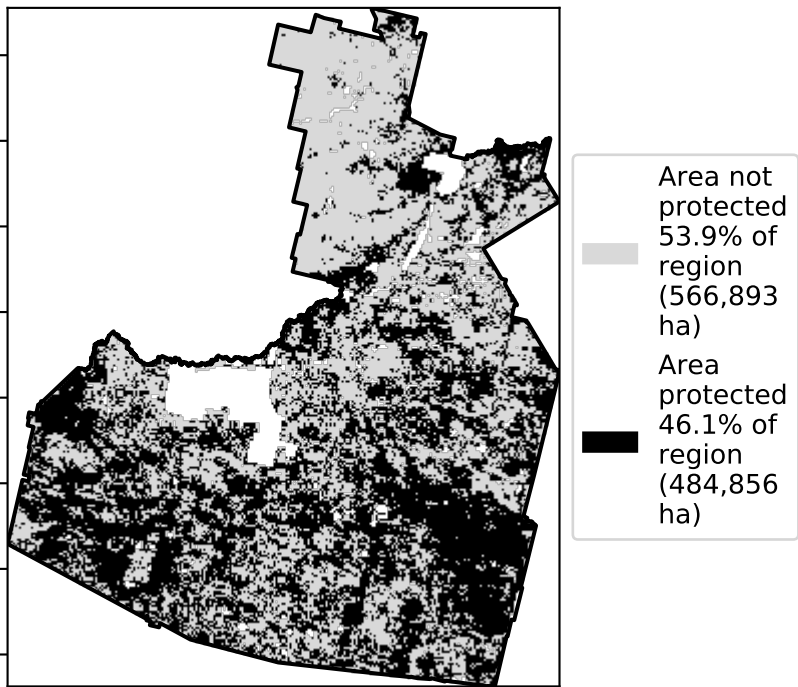 Area not
protected
53.9% of
region
(566,893
ha)
Area
protected
46.1% of
region
(484,856
ha)